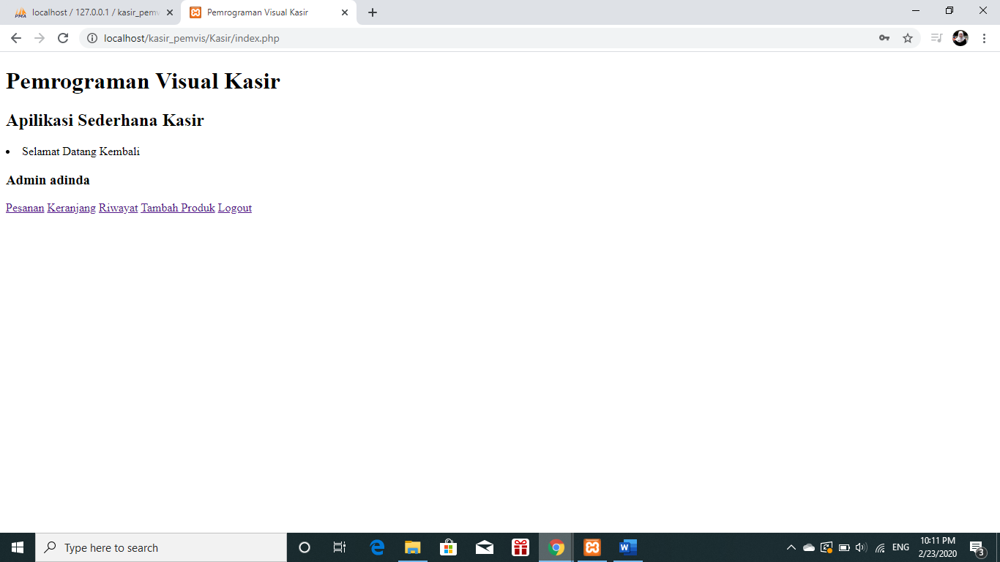 localhost / 127.0.0.1 / kasir_pemv
Pemrograman Visual Kasir
localhost/kasir_pemvis/Kasir/index.php
Pemrograman Visual Kasir
Apilikasi Sederhana Kasir
Selamat Datang Kembali
Admin adinda
Pesanan Keranjang Riwayat Tambah Produk Logout
Type here to search
ENG
10:11 PM
2/23/2020
3
PMA
W